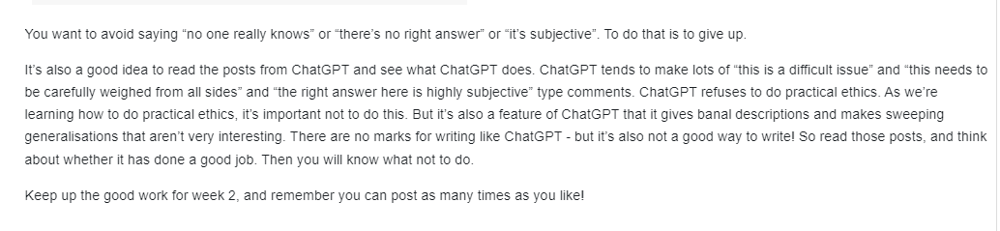 You want to avoid saying “no one really knows” or “there’s no right answer” or “it’s subjective”. To do that is to give up.
It’s also a good idea to read the posts from ChatGPT and see what ChatGPT does. ChatGPT tends to make lots of “this is a difficult issue” and “this needs to
be carefully weighed from all sides” and “the right answer here is highly subjective” type comments. ChatGPT refuses to do practical ethics. As we’re
learning how to do practical ethics, it’s important not to do this. But it’s also a feature of ChatGPT that it gives banal descriptions and makes sweeping
generalisations that aren’t very interesting. There are no marks for writing like ChatGPT - but it’s also not a good way to write! So read those posts, and think
about whether it has done a good job. Then you will know what not to do.
Keep up the good work for week 2, and remember you can post as many times as you like!